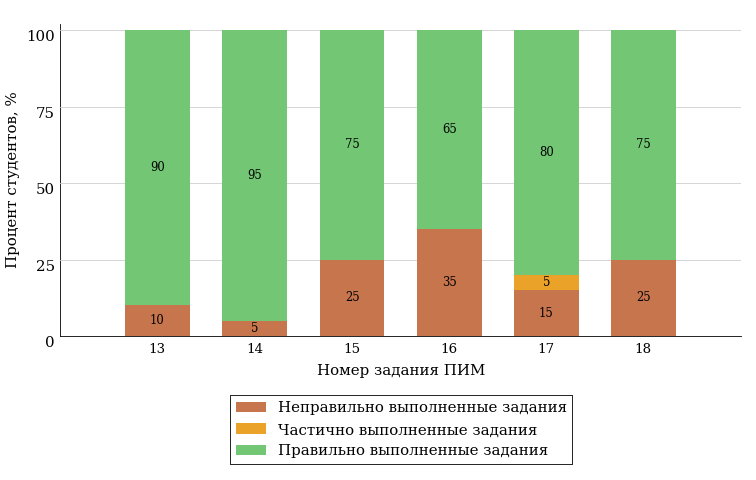 Процент студентов, %
100
75
50
25
0
90 95 75 65 80 75
10 5 25 35 5 15 25
13 14 15 16 17 18
Номер задания ПИМ
Неправильно выполненные задания
Частично выполненные задания
Правильно выполненные задания